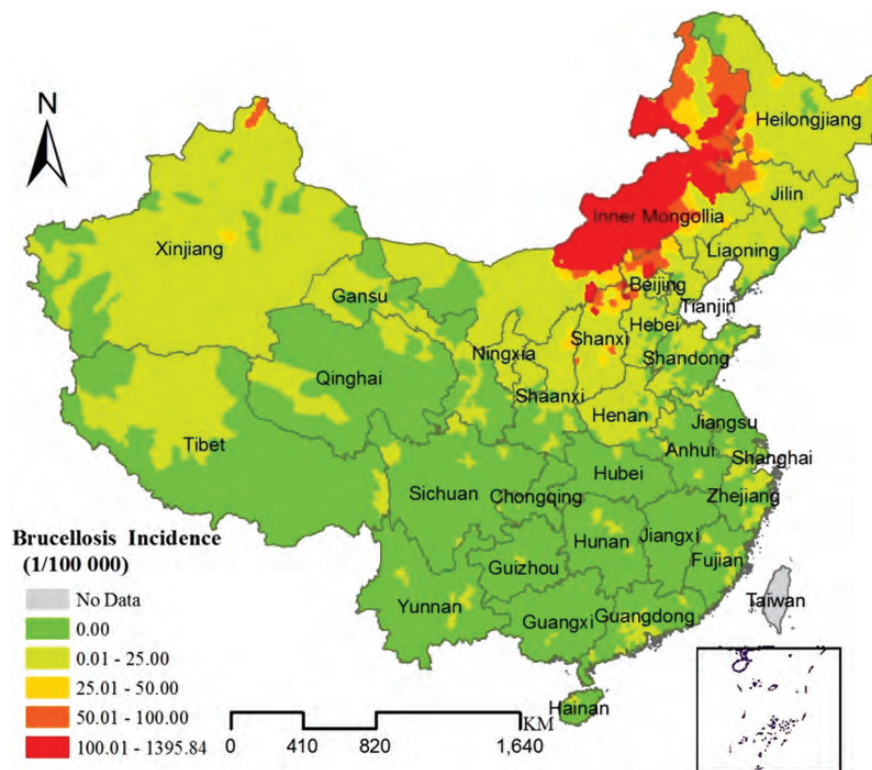 N
Heilongjiang
Jilin
Inner Mongollia
Liaoning
Xinjiang
Beijing
Gansu
Tianjin
Hebei
Ningxia
Shanxi
Shandong
Qinghai
Shaanxi
Henan
Jiangsu
Tibet
Anhui
Shanghai
Hubei
Sichuan
Chongqing
Zhejiang
Hunan
Jiangxi
Guizhou
Fujian
Yunnan
Taiwan
Guangxi
Guangdong
Hainan
Brucellosis Incidence
(1/100 000)
No Data
0.00
0.01 - 25.00
25.01 - 50.00
50.01 - 100.00
100.01 - 1395.84
KM
0 410 820 1,640